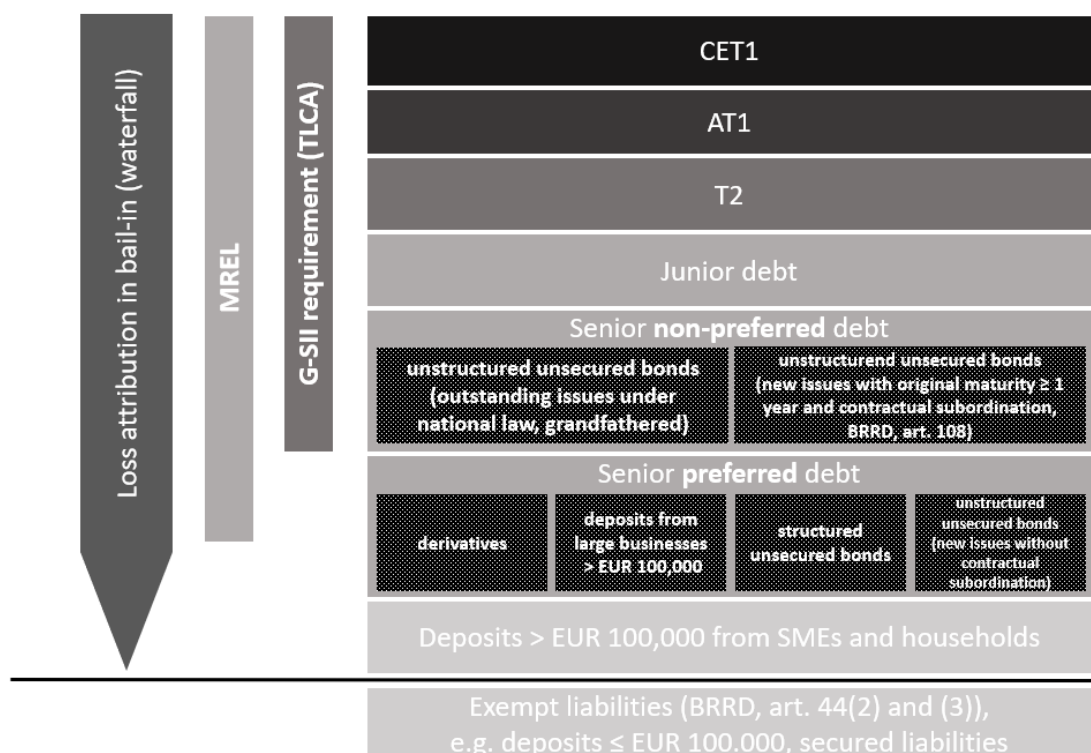 Loss attribution in bail-in (waterfall)
MREL
G-SII requirement (TLCA)
CET1
AT1
T2
Junior debt
Senior non-preferred debt
unstructured unsecured bonds
(outstanding issues under
national law, grandfathered)
unstructurend unsecured bonds
(new issues with original maturity ≥ 1
year and contractual subordination,
BRRD, art. 108)
Senior preferred debt
derivatives
deposits from
large businesses
> EUR 100,000
structured
unsecured bonds
unstructured
unsecured bonds
(new issues without
contractual
subordination)
Deposits > EUR 100,000 from SMEs and households
Exempt liabilities (BRRD, art. 44(2) and (3)),
e.g. deposits ≤ EUR 100.000, secured liabilities